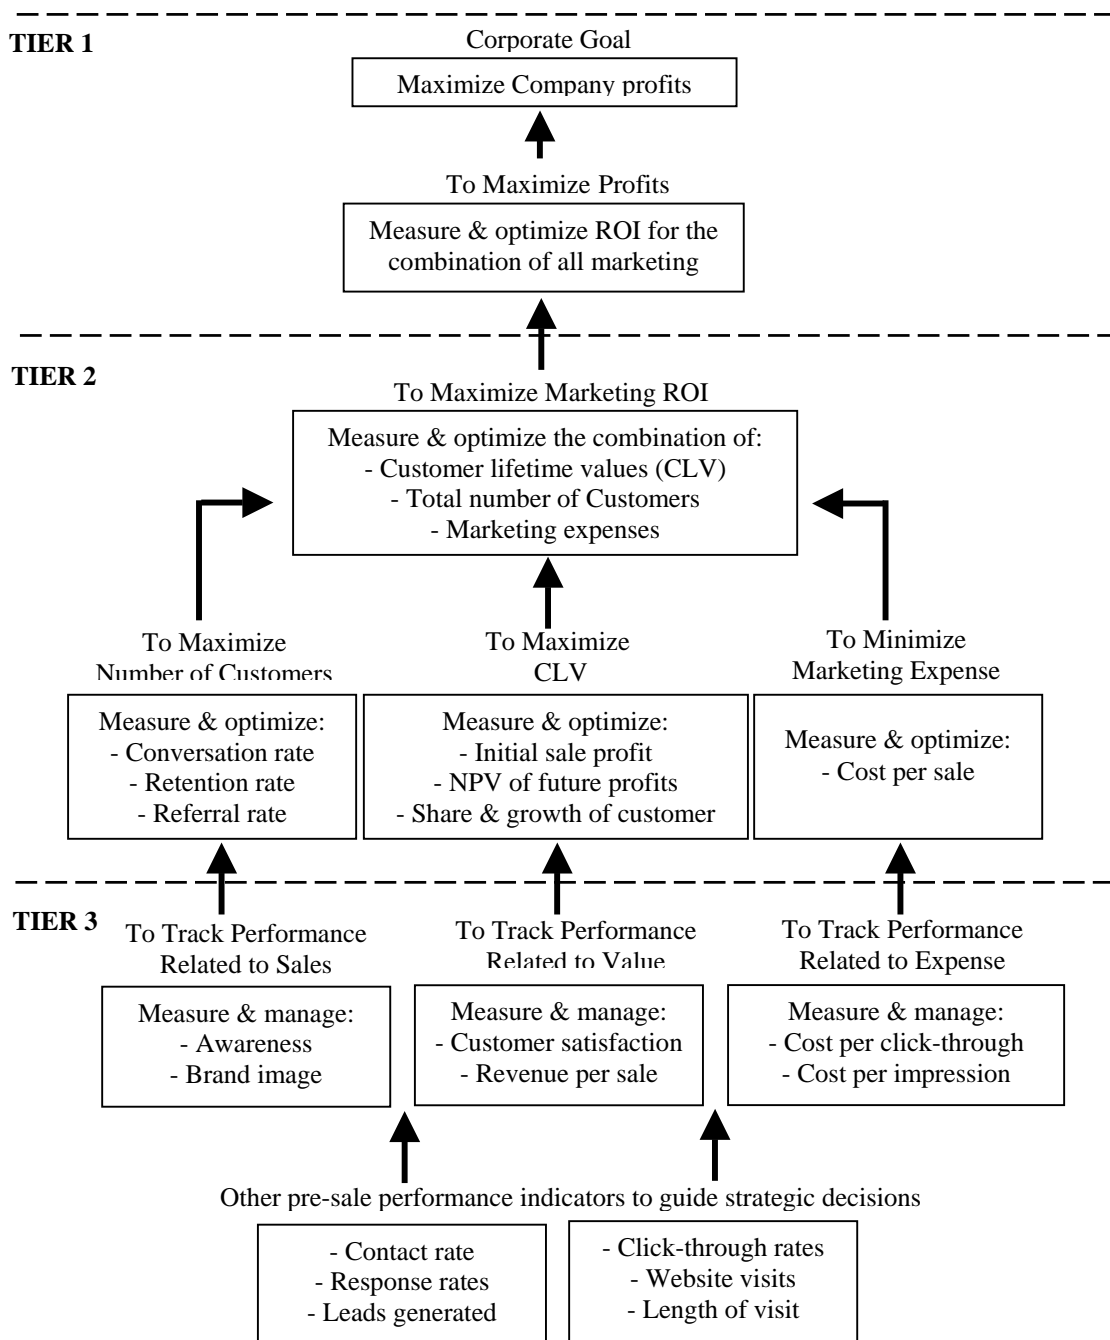 TIER 1
Corporate Goal
Maximize Company profits
To Maximize Profits
Measure & optimize ROI for the
combination of all marketing
TIER 2
To Maximize Marketing ROI
Measure & optimize the combination of:
- Customer lifetime values (CLV)
- Total number of Customers
- Marketing expenses
To Maximize
Number of Customers
Measure & optimize:
- Conversation rate
- Retention rate
- Referral rate
To Maximize
CLV
Measure & optimize:
- Initial sale profit
- NPV of future profits
- Share & growth of customer
To Minimize
Marketing Expense
Measure & optimize:
- Cost per sale
TIER 3
To Track Performance
Related to Sales
Measure & manage:
- Awareness
- Brand image
To Track Performance
Related to Value
Measure & manage:
- Customer satisfaction
- Revenue per sale
To Track Performance
Related to Expense
Measure & manage:
- Cost per click-through
- Cost per impression
Other pre-sale performance indicators to guide strategic decisions
- Contact rate
- Response rates
- Leads generated
- Click-through rates
- Website visits
- Length of visit